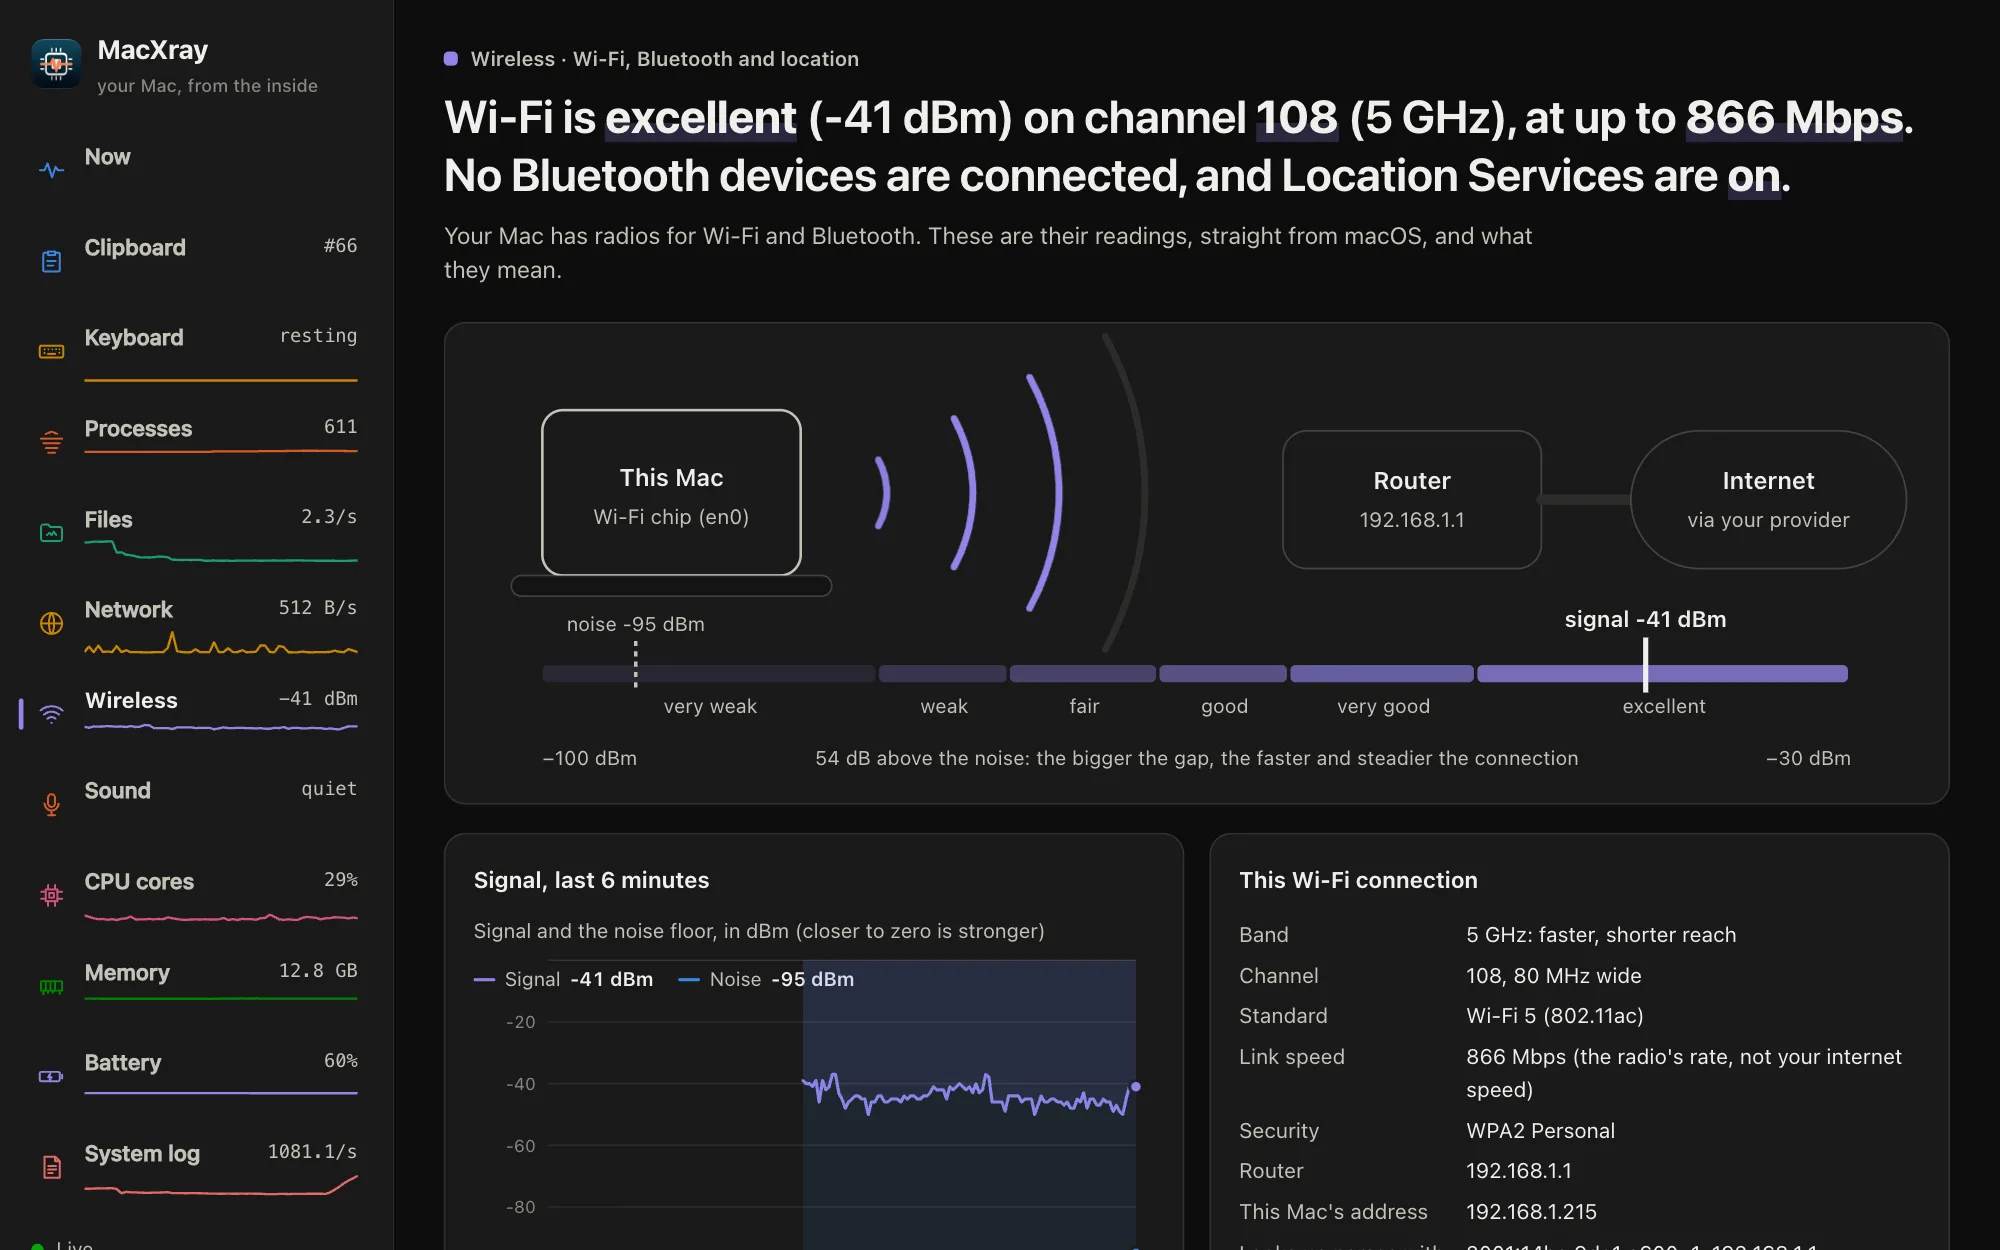 MacXray
your Mac, from the inside
Now
Clipboard #66
Keyboard resting
Processes 611
Files 2.3/s
Network 512 B/s
Wireless −41 dBm
Sound quiet
CPU cores 29%
Memory 12.8 GB
Battery 60%
System log 1081.1/s
Live
Wireless · Wi-Fi, Bluetooth and location
Wi-Fi is excellent (-41 dBm) on channel 108 (5 GHz), at up to 866 Mbps.
No Bluetooth devices are connected, and Location Services are on.
Your Mac has radios for Wi-Fi and Bluetooth. These are their readings, straight from macOS, and what
they mean.
This Mac
Wi-Fi chip (en0)
Router
192.168.1.1
Internet
via your provider
noise -95 dBm
signal -41 dBm
very weak weak fair good very good excellent
−100 dBm 54 dB above the noise: the bigger the gap, the faster and steadier the connection −30 dBm
Signal, last 6 minutes
Signal and the noise floor, in dBm (closer to zero is stronger)
Signal -41 dBm Noise -95 dBm
-20
-40
-60
-80
This Wi-Fi connection
Band 5 GHz: faster, shorter reach
Channel 108, 80 MHz wide
Standard Wi-Fi 5 (802.11ac)
Link speed 866 Mbps (the radio's rate, not your internet
speed)
Security WPA2 Personal
Router 192.168.1.1
This Mac's address 192.168.1.215